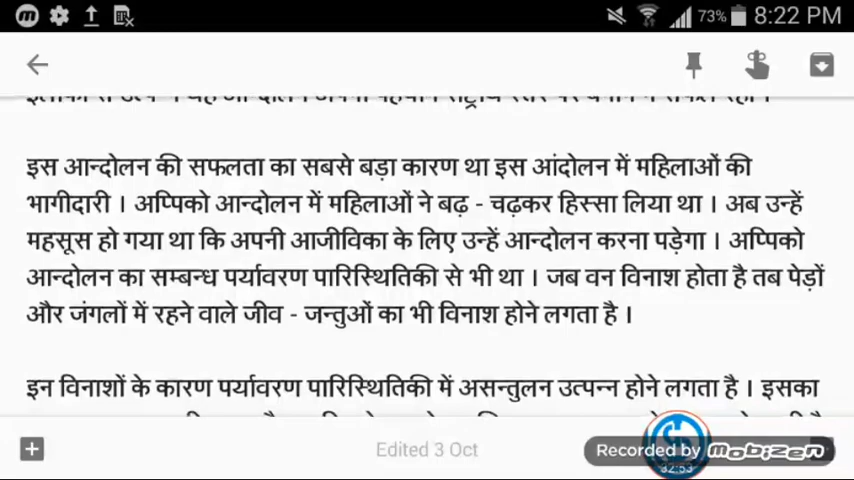 73% 8:22 PM
इस आन्दोलन की सफलता का सबसे बड़ा कारण था इस आंदोलन में महिलाओं की
भागीदारी । अप्पिको आन्दोलन में महिलाओं ने बढ़ - चढ़कर हिस्सा लिया था । अब उन्हें
महसूस हो गया था कि अपनी आजीविका के लिए उन्हें आन्दोलन करना पड़ेगा । अप्पिको
आन्दोलन का सम्बन्ध पर्यावरण पारिस्थितिकी से भी था । जब वन विनाश होता है तब पेड़ों
और जंगलों में रहने वाले जीव - जन्तुओं का भी विनाश होने लगता है ।
इन विनाशों के कारण पर्यावरण पारिस्थितिकी में असन्तुलन उत्पन्न होने लगता है । इसका
Edited 3 Oct
Recorded by mobizen
32:53